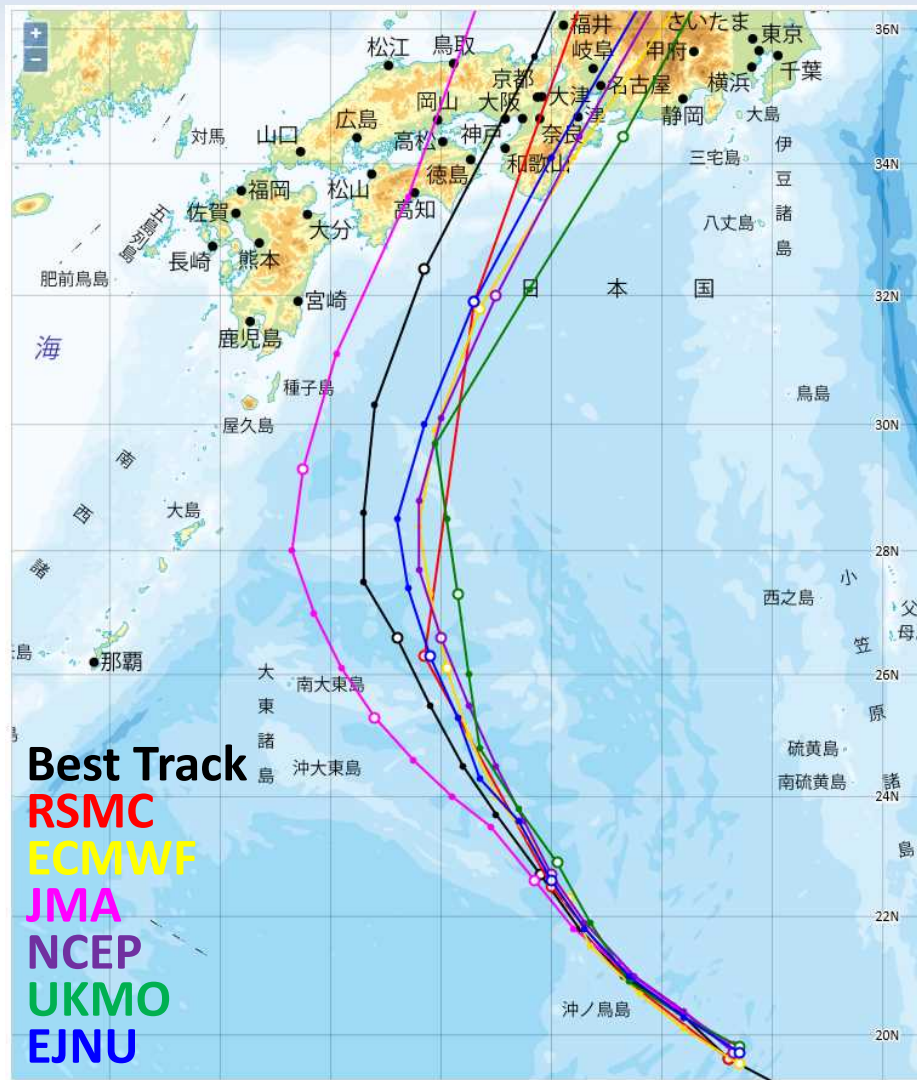 +
−
36N
さいたま
福井
東京
松江
鳥取
岐阜
甲府
京都
横浜
千葉
名古屋
大津
岡山
大阪
静岡
大島
広島
津
対馬
山口
高松
神戸
奈良
伊豆諸島
34N
和歌山
三宅島
徳島
松山
福岡
高知
佐賀
五島列島
大分
八丈島
長崎
熊本
肥前鳥島
日本国
32N
宮崎
鹿児島
海
種子島
鳥島
30N
屋久島
南西諸
大島
28N
小笠原諸島
西之島
父
母
那覇
26N
大東諸島
南大東島
硫黄島
沖大東島
南硫黄島
24N
22N
沖ノ鳥島
20N
Best Track
RSMC
ECMWF
JMA
NCEP
UKMO
EJNU